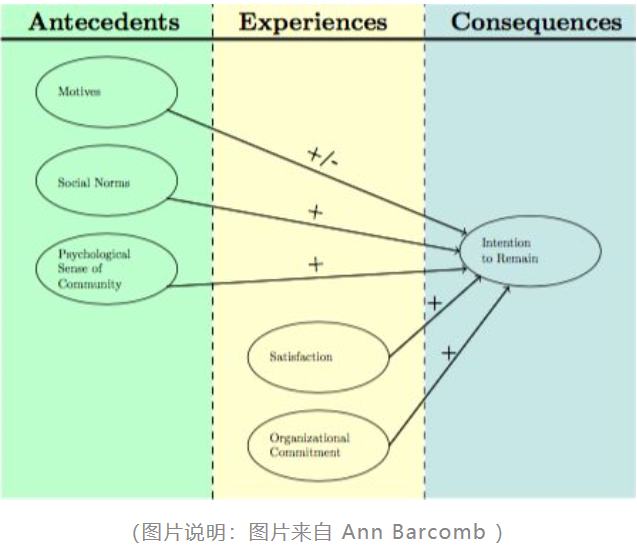 Antecedents Experiences Consequences
Motives
+/-
Social Norms
+
Intention
to Remain
Psychological
Sense of
Community
+
+
Satisfaction
+
Organizational
Commitment
(图片说明：图片来自 Ann Barcomb )